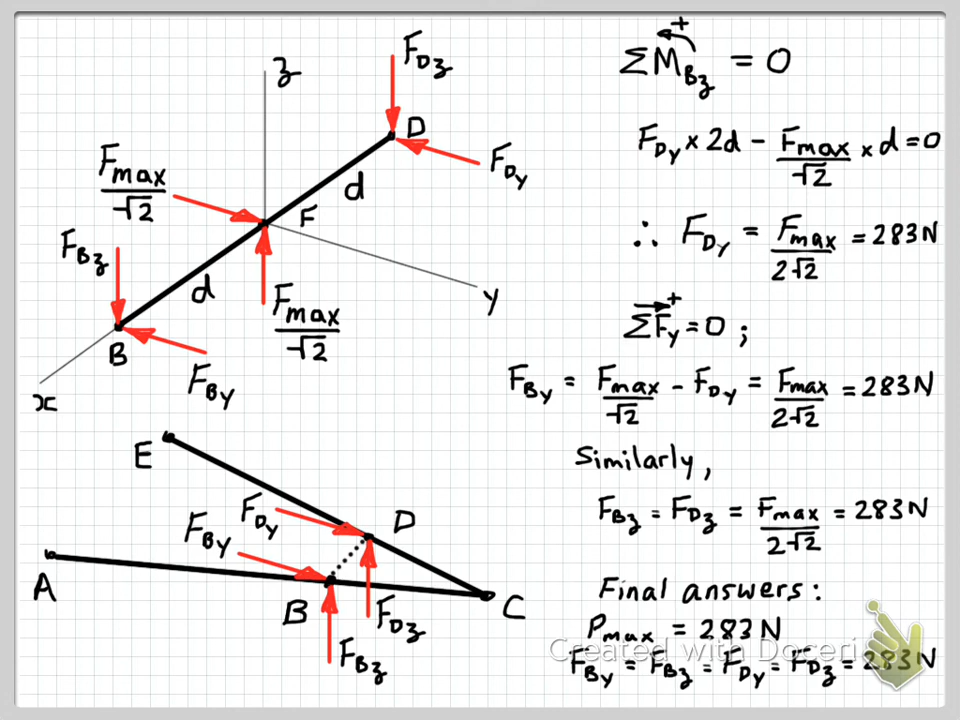 z
F_Dz
D
F_Dy
F_max/√2
d
F
F_Bz
d
F_max/√2
y
B
F_By
x
E
F_Dy
D
F_By
A
B
C
F_Dz
F_Bz
ΣM_Bz = 0
F_Dy × 2d - F_max/√2 × d = 0
∴ F_Dy = F_max/2√2 = 283N
+
ΣF_y = 0 ;
F_By = F_max/√2 - F_Dy = F_max/2√2 = 283N
Similarly,
F_Bz = F_Dz = F_max/2√2 = 283N
Final answers:
P_max = 283N
Created with Doceri
F_By = F_Bz = F_Dy = F_Dz = 283N